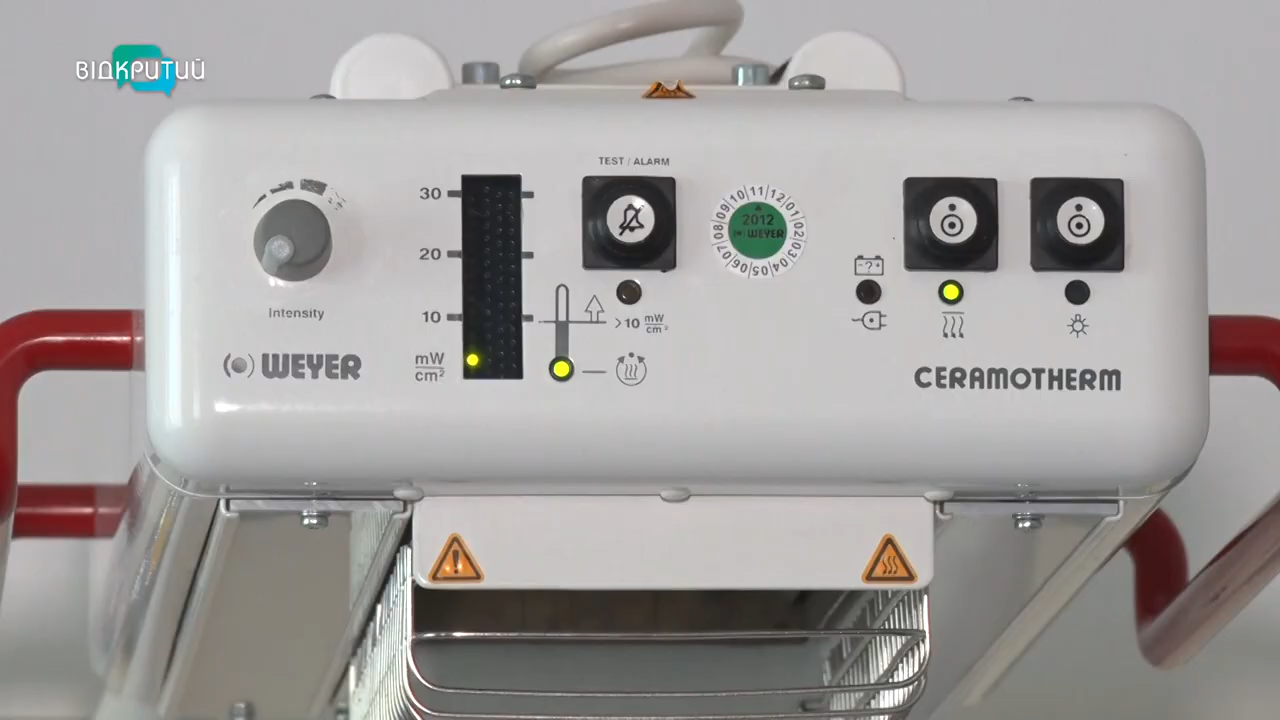 ВІДКРИТИЙ
TEST / ALARM
30
20
10
mW
cm²
Intensity
WEYER
>10 mW
cm²
10 11 12 01 02 03 04 05 06 07 08 09
2012
WEYER
- ? +
CERAMOTHERM